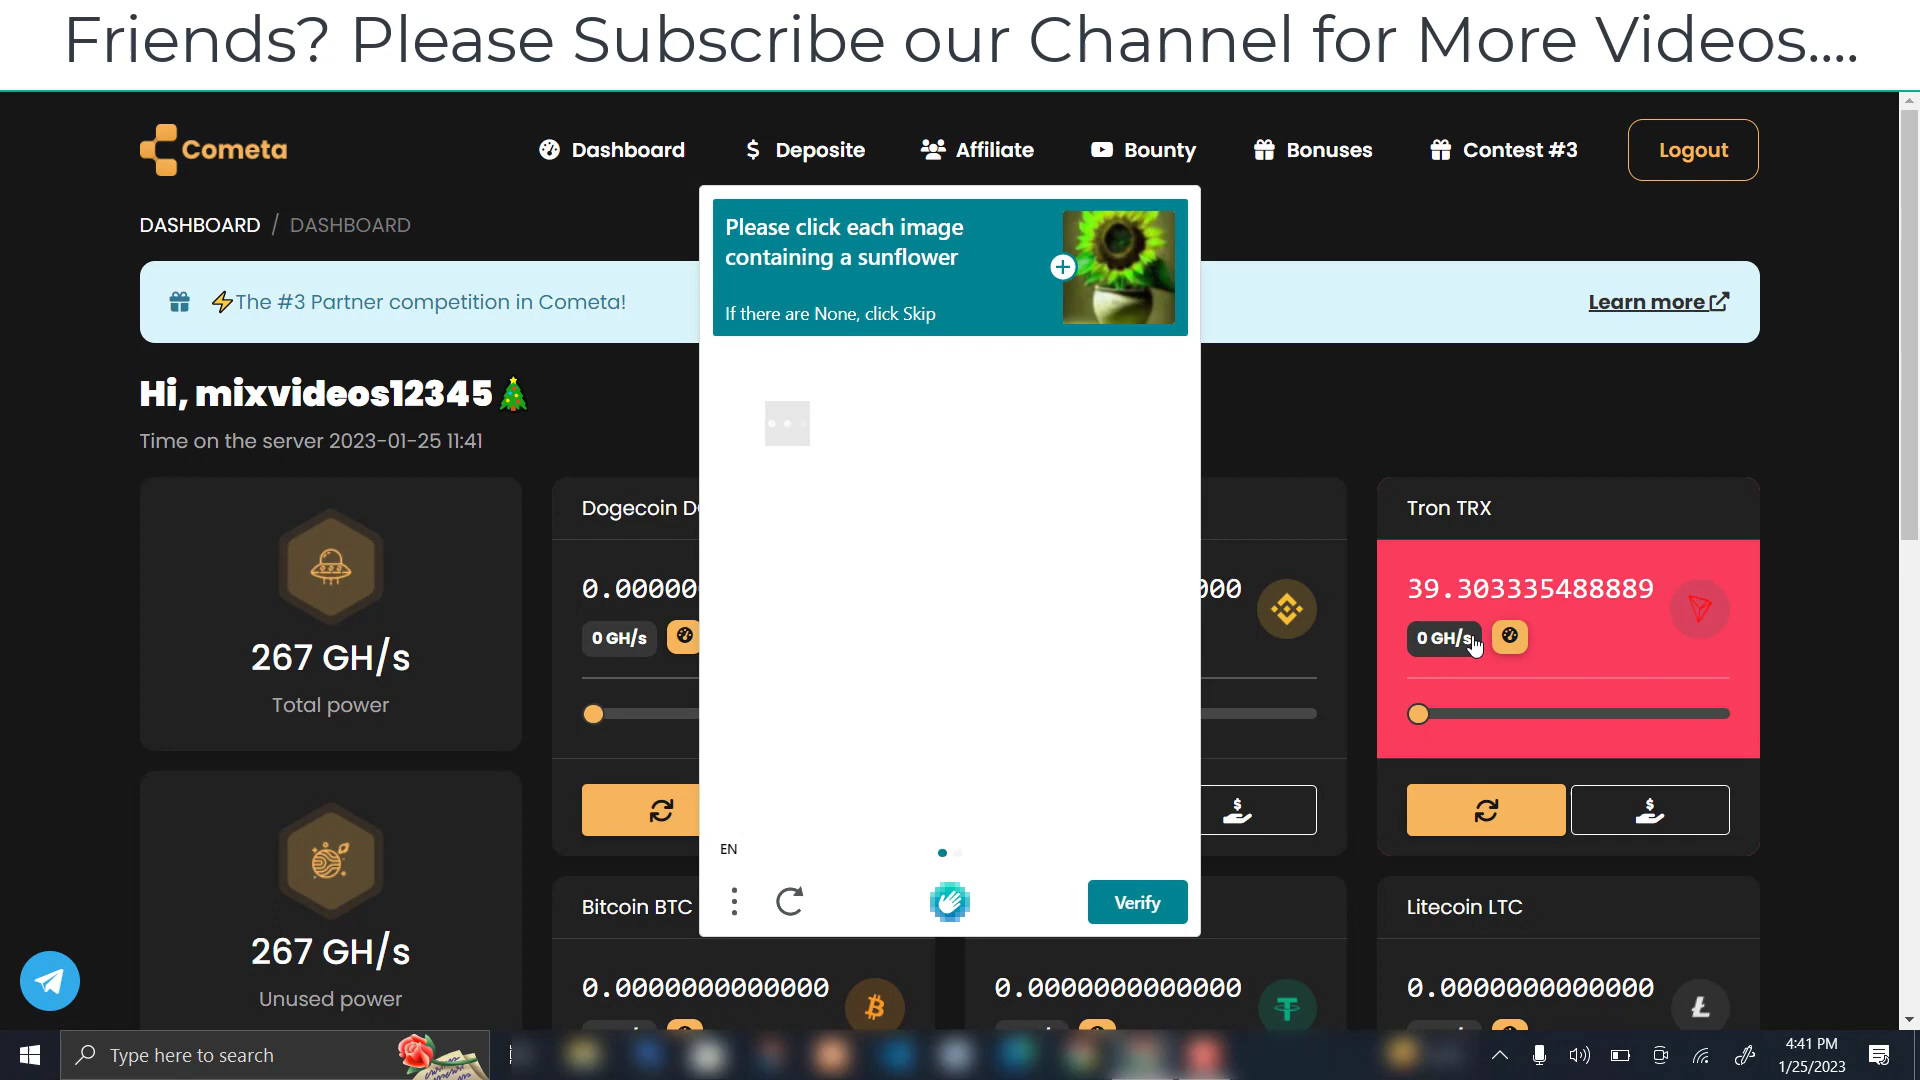 Friends? Please Subscribe our Channel for More Videos....
Cometa
Dashboard
Deposite
Affiliate
Bounty
Bonuses
Contest #3
Logout
DASHBOARD / DASHBOARD
⚡The #3 Partner competition in Cometa!
Learn more
Hi, mixvideos12345🎄
Time on the server 2023-01-25 11:41
Please click each image
containing a sunflower
If there are None, click Skip
EN
Verify
267 GH/s
Total power
267 GH/s
Unused power
Dogecoin
0.00000
0 GH/s
000
Tron TRX
39.303335488889
0 GH/s
Bitcoin BTC
0.0000000000000
0.0000000000000
Litecoin LTC
0.0000000000000
Type here to search
4:41 PM
1/25/2023